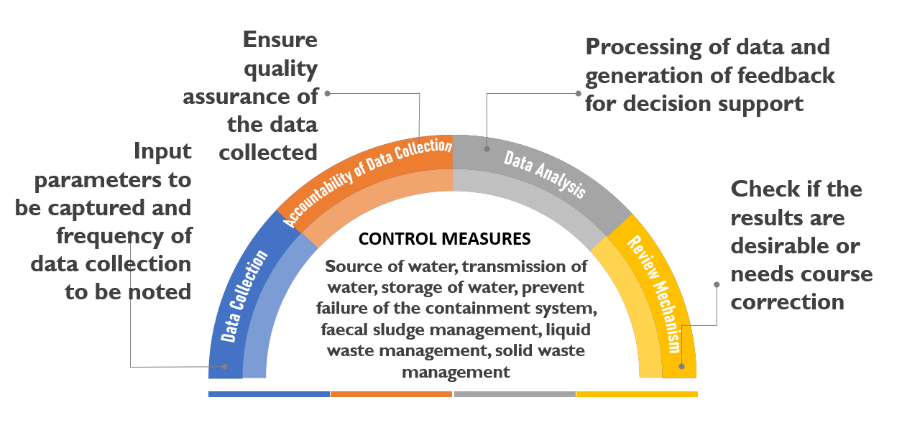 Ensure
quality
assurance of
the data
collected
Processing of data and
generation of feedback
for decision support
Input
parameters to
be captured and
frequency of
data collection
to be noted
Check if the
results are
desirable or
needs course
correction
Data Collection
Accountability of Data Collection
Data Analysis
Review Mechanism
CONTROL MEASURES
Source of water, transmission of
water, storage of water, prevent
failure of the containment system,
faecal sludge management, liquid
waste management, solid waste
management